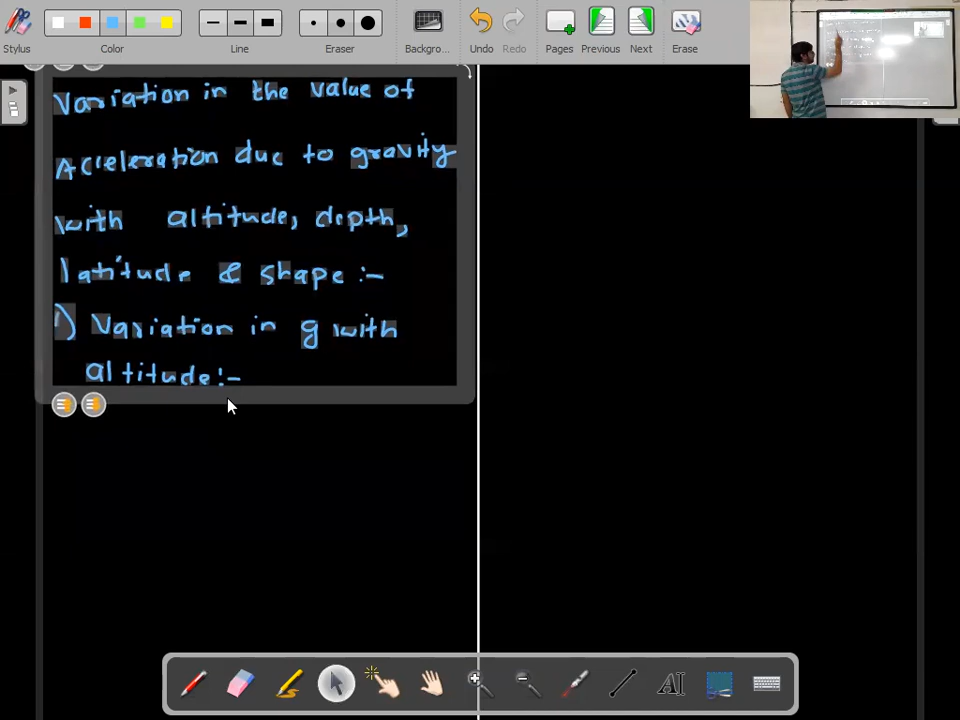 Stylus
Color
Line
Eraser
Backgro...
Undo
Redo
Pages
Previous
Next
Erase
Variation in the value of
Acceleration due to gravity
with altitude, depth,
latitude & shape :-
1) Variation in g with
altitude:-